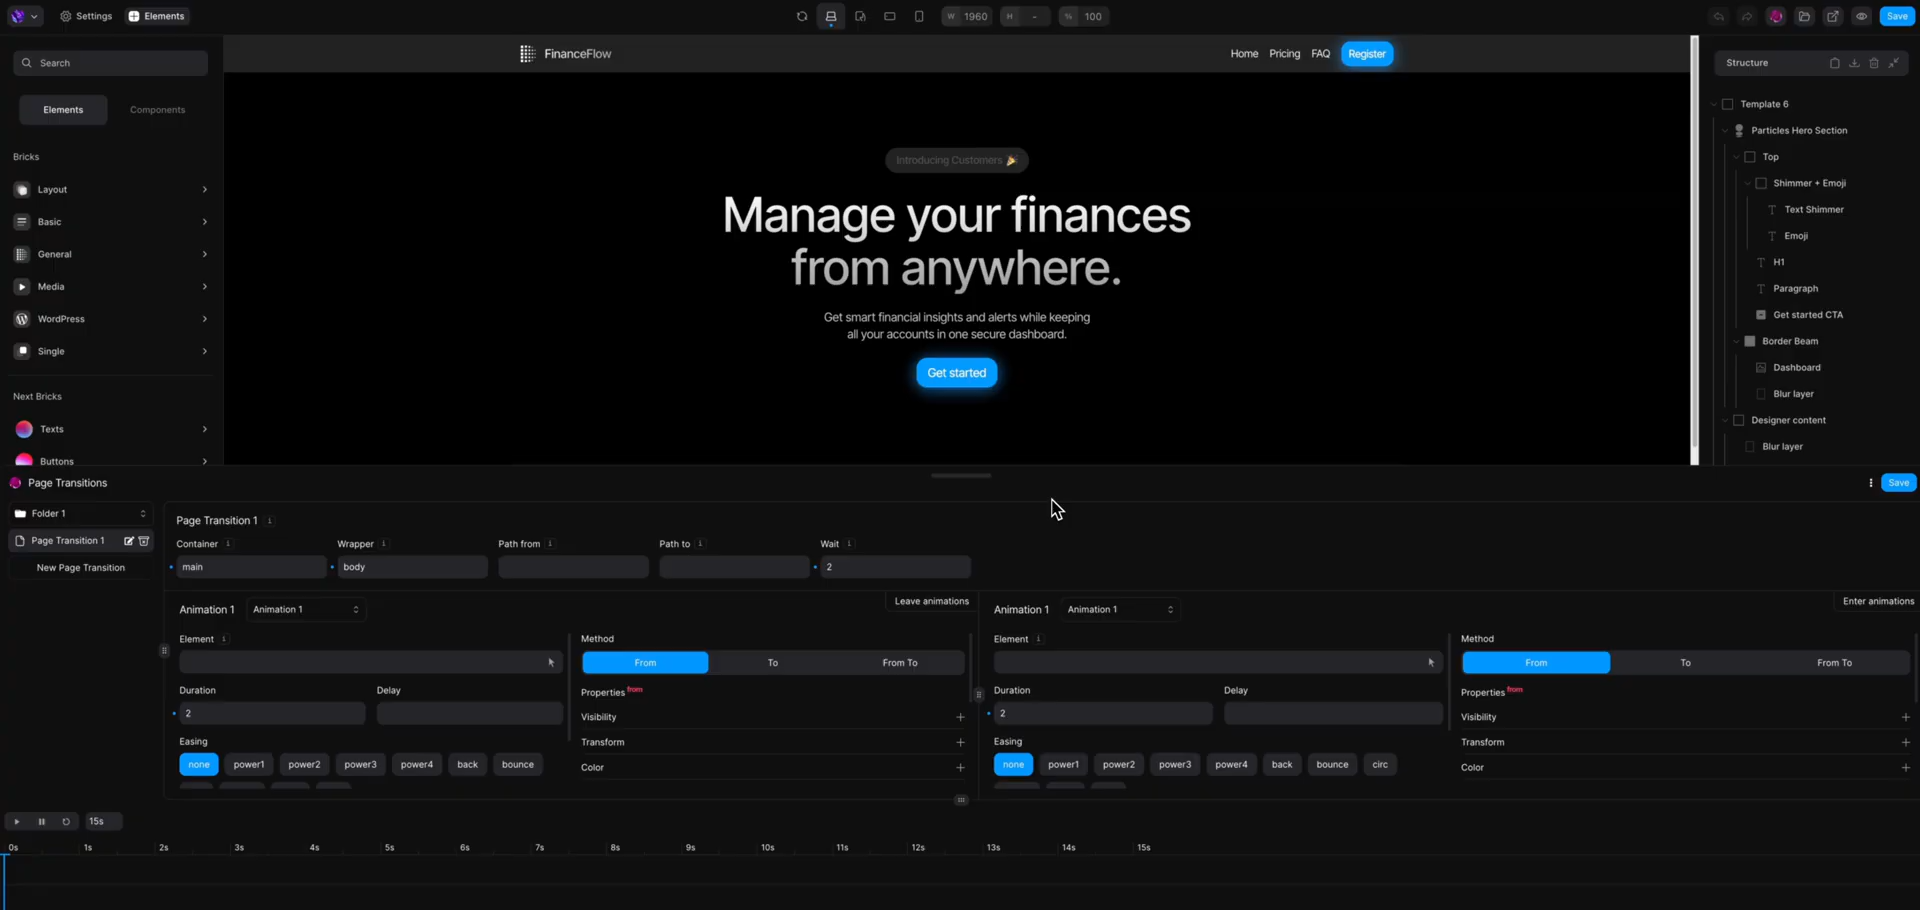 Settings
Elements
W 1960
H -
% 100
Save
Search
Elements
Components
Bricks
Layout
Basic
General
Media
WordPress
Single
Next Bricks
Texts
Buttons
FinanceFlow
Home
Pricing
FAQ
Register
Introducing Customers 🎉
Manage your finances
from anywhere.
Get smart financial insights and alerts while keeping
all your accounts in one secure dashboard.
Get started
Structure
Template 6
Particles Hero Section
Top
Shimmer + Emoji
Text Shimmer
Emoji
H1
Paragraph
Get started CTA
Border Beam
Dashboard
Blur layer
Designer content
Blur layer
Page Transitions
Save
Folder 1
Page Transition 1
New Page Transition
Page Transition 1
Container
Wrapper
Path from
Path to
Wait
main
body
2
Animation 1
Animation 1
Leave animations
Element
Method
From
To
From To
Duration
Delay
Properties from
2
Visibility
Easing
Transform
none
power1
power2
power3
power4
back
bounce
Color
Animation 1
Animation 1
Enter animations
Element
Method
From
To
From To
Duration
Delay
Properties from
2
Visibility
Easing
Transform
none
power1
power2
power3
power4
back
bounce
circ
Color
15s
0s 1s 2s 3s 4s 5s 6s 7s 8s 9s 10s 11s 12s 13s 14s 15s